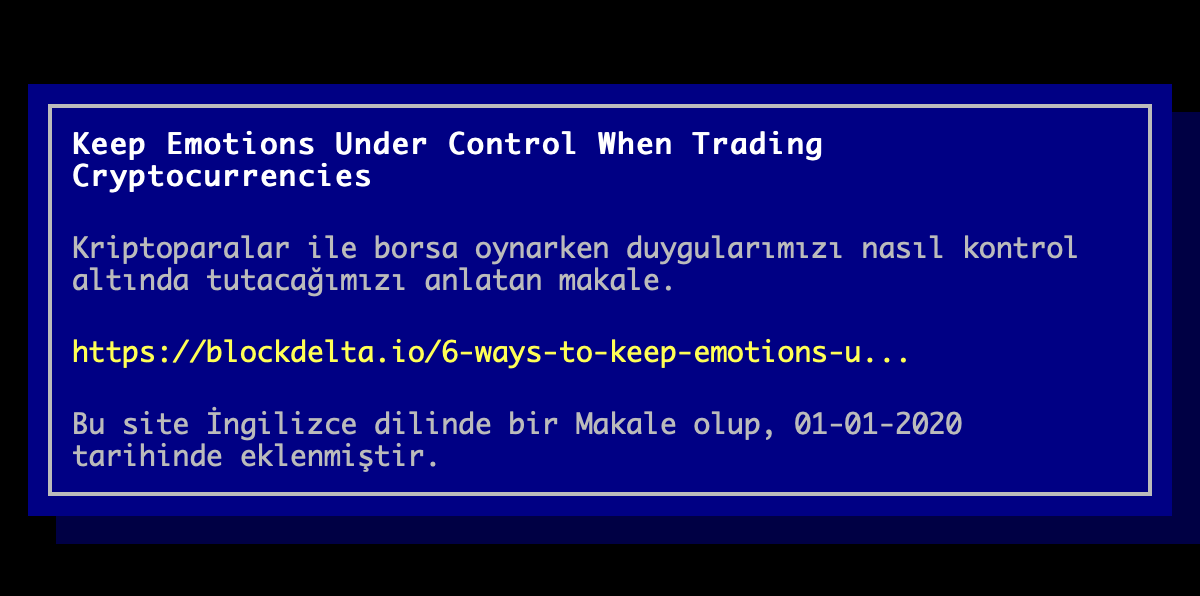 Keep Emotions Under Control When Trading
Cryptocurrencies
Kriptoparalar ile borsa oynarken duygularımızı nasıl kontrol
altında tutacağımızı anlatan makale.
https://blockdelta.io/6-ways-to-keep-emotions-u...
Bu site İngilizce dilinde bir Makale olup, 01-01-2020
tarihinde eklenmiştir.